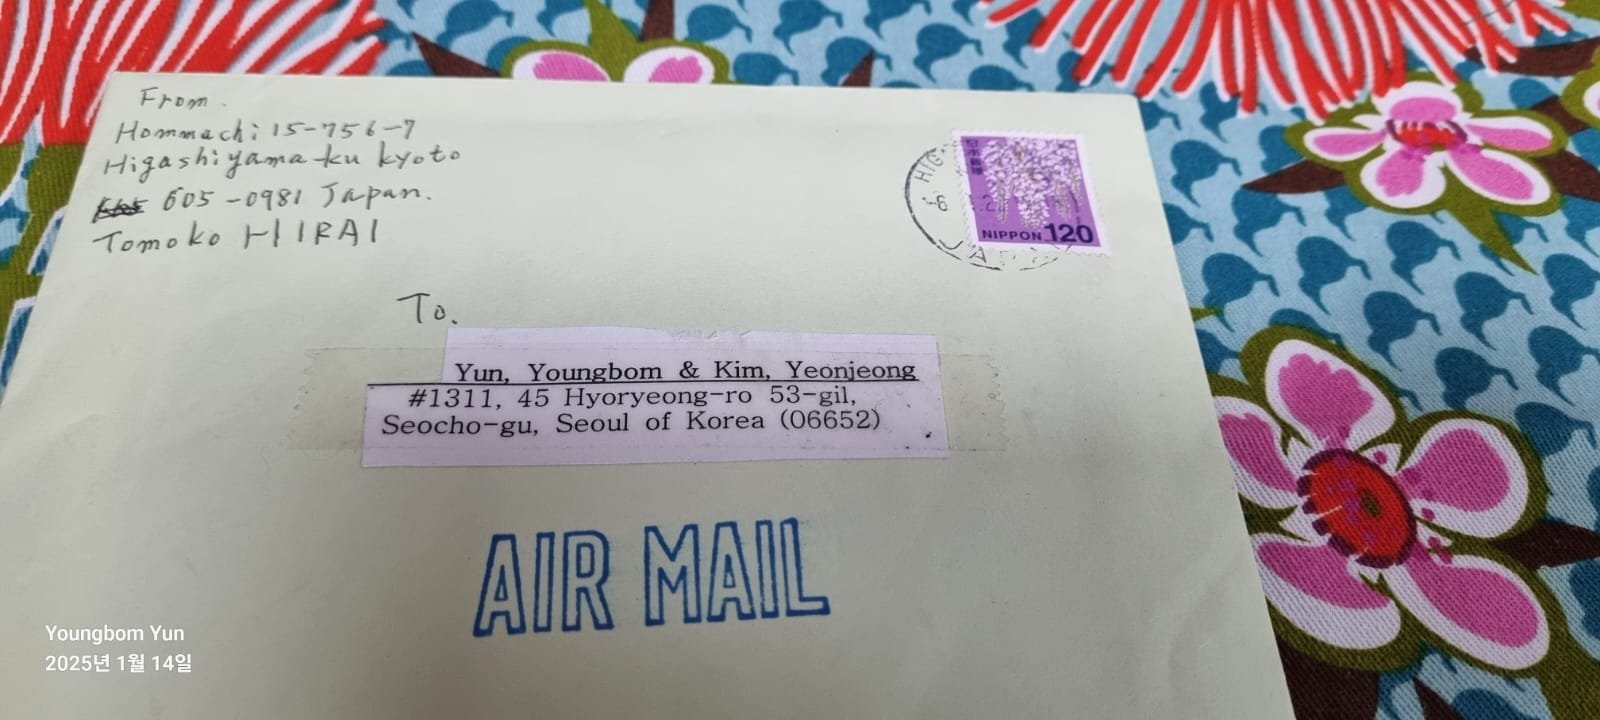 From.
Hommachi 15-756-7
Higashiyama-ku kyoto
605-0981 Japan.
Tomoko HIRAI
NIPPON 120
To.
Yun, Youngbom & Kim, Yeonjeong
#1311, 45 Hyoryeong-ro 53-gil,
Seocho-gu, Seoul of Korea (06652)
AIR MAIL
Youngbom Yun
2025년 1월 14일